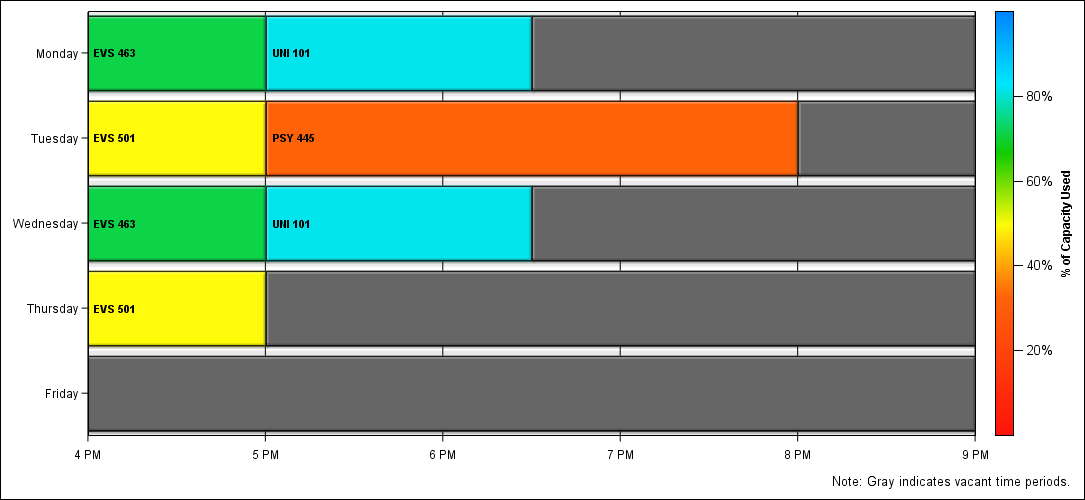 Monday
EVS 463
UNI 101
Tuesday
EVS 501
PSY 445
Wednesday
EVS 463
UNI 101
Thursday
EVS 501
Friday
4 PM
5 PM
6 PM
7 PM
8 PM
9 PM
80%
60%
40%
20%
% of Capacity Used
Note: Gray indicates vacant time periods.